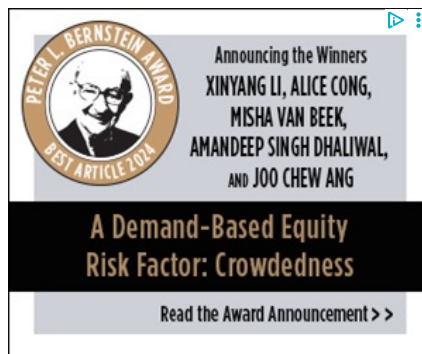 PETER L. BERNSTEIN AWARD
BEST ARTICLE 2024
Announcing the Winners
XINYANG LI, ALICE CONG,
MISHA VAN BEEK,
AMANDEEP SINGH DHALIWAL,
AND JOO CHEW ANG
A Demand-Based Equity
Risk Factor: Crowdedness
Read the Award Announcement > >